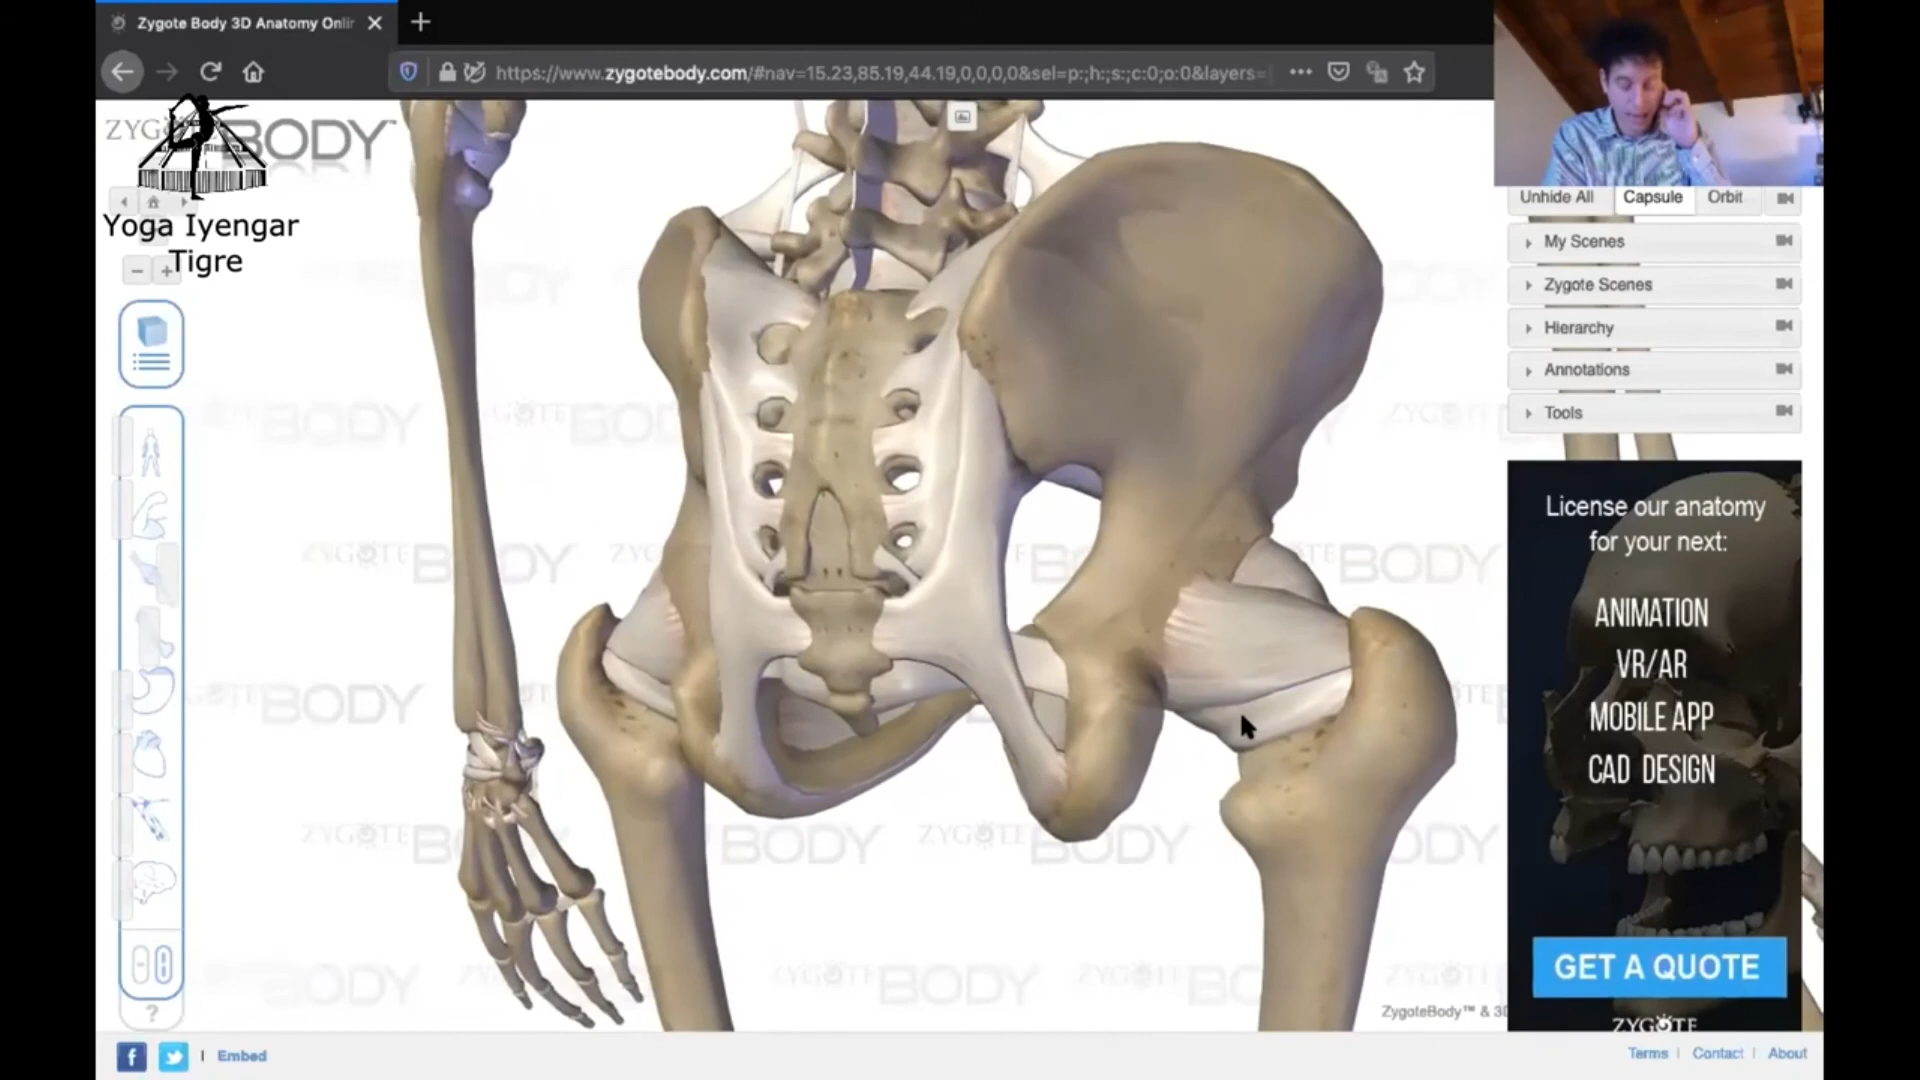 Zygote Body 3D Anatomy Onlin
https://www.zygotebody.com/#nav=15.23,85.19,44.19,0,0,0,0&sel=p:;h:;s:;c:0;o:0&layers=
ZYGOTE BODY™
Yoga Iyengar
Tigre
Unhide All Capsule Orbit
My Scenes
Zygote Scenes
Hierarchy
Annotations
Tools
License our anatomy
for your next:
ANIMATION
VR/AR
MOBILE APP
CAD DESIGN
GET A QUOTE
ZYGOTE
ZygoteBody™ & 3D
?
Embed
Terms | Contact | About